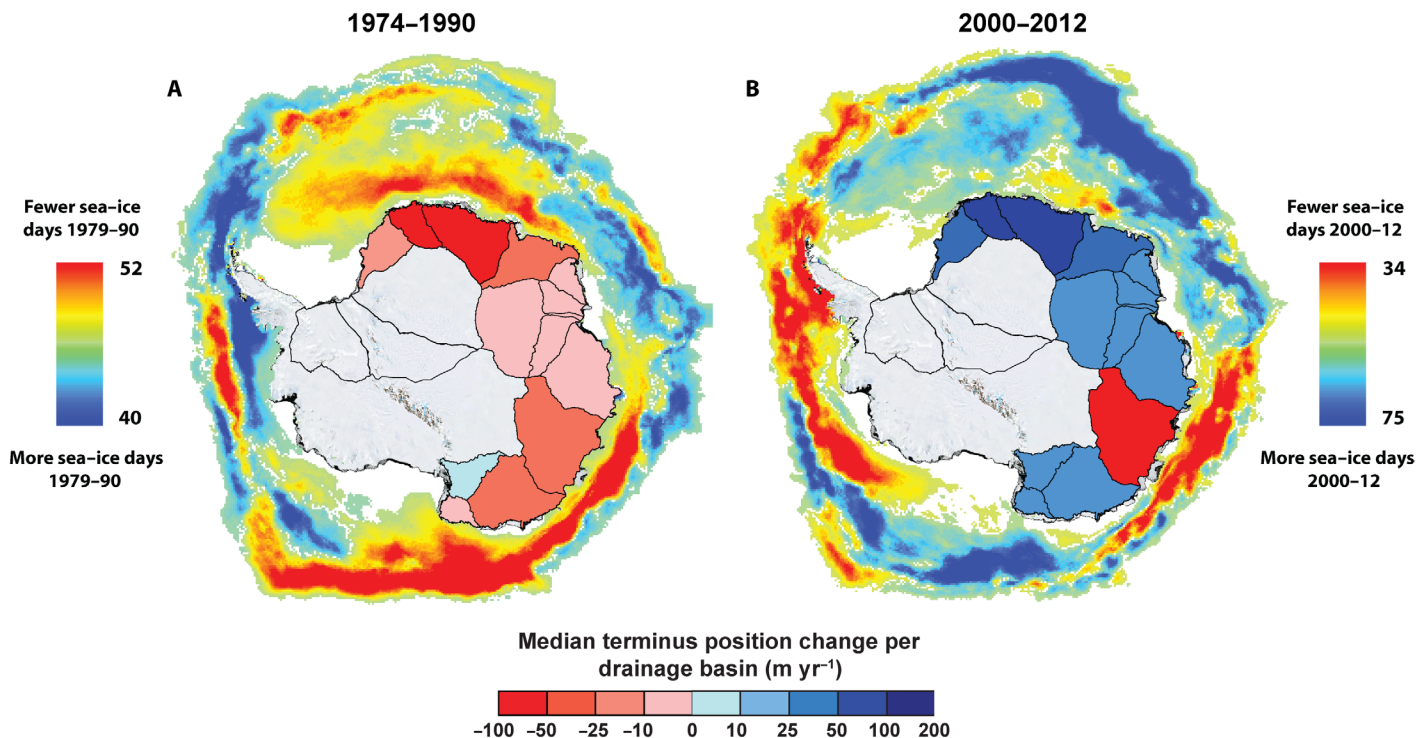 1974–1990
2000–2012
A
B
Fewer sea–ice
days 1979–90
52
40
More sea–ice days
1979–90
Fewer sea–ice
days 2000–12
34
75
More sea–ice days
2000–12
Median terminus position change per
drainage basin (m yr⁻¹)
−100 −50 −25 −10 0 10 25 50 100 200